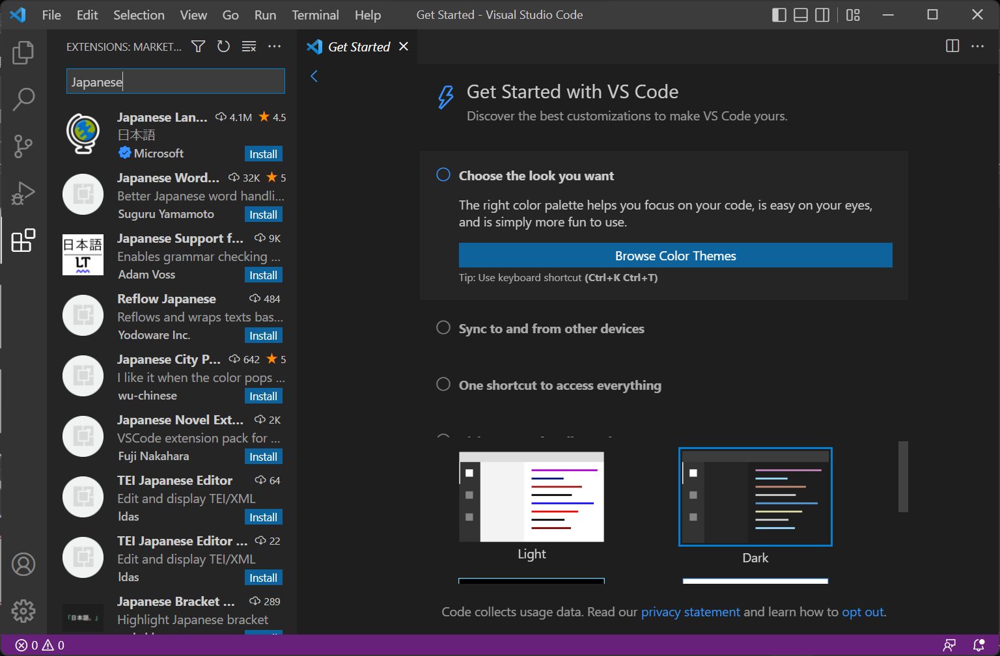 File Edit Selection View Go Run Terminal Help Get Started - Visual Studio Code
EXTENSIONS: MARKET...
Japanese
Japanese Lan... 4.1M 4.5
日本語
Microsoft Install
Japanese Word... 32K 5
Better Japanese word handli...
Suguru Yamamoto Install
日本語
LT
Japanese Support f... 9K
Enables grammar checking ...
Adam Voss Install
Reflow Japanese 484
Reflows and wraps texts bas...
Yodoware Inc. Install
Japanese City P... 642 5
I like it when the color pops ...
wu-chinese Install
Japanese Novel Ext... 2K
VSCode extension pack for ...
Fuji Nakahara Install
TEI Japanese Editor 64
Edit and display TEI/XML
ldas Install
TEI Japanese Editor ... 22
Edit and display TEI/XML
ldas Install
「日本語。」
Japanese Bracket ... 289
Highlight Japanese bracket
0 0
Get Started
Get Started with VS Code
Discover the best customizations to make VS Code yours.
Choose the look you want
The right color palette helps you focus on your code, is easy on your eyes,
and is simply more fun to use.
Browse Color Themes
Tip: Use keyboard shortcut (Ctrl+K Ctrl+T)
Sync to and from other devices
One shortcut to access everything
Light
Dark
Code collects usage data. Read our privacy statement and learn how to opt out.